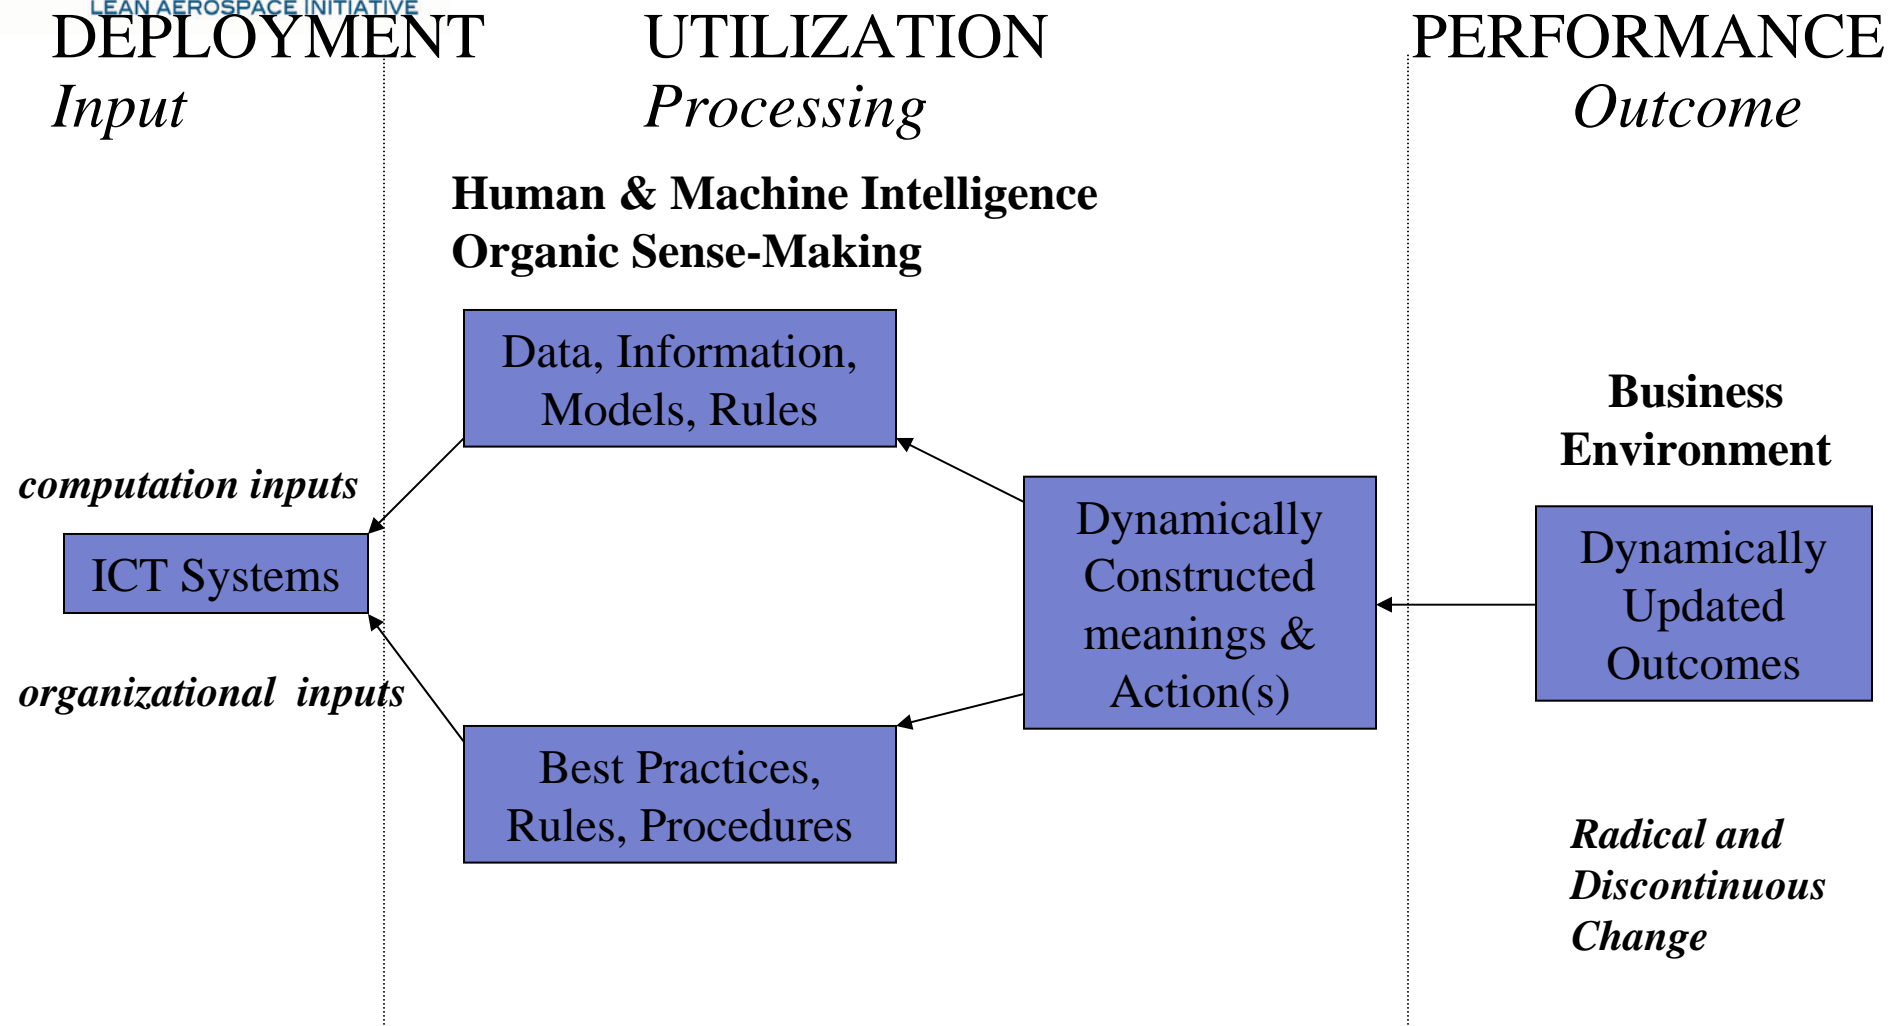 LEAN AEROSPACE INITIATIVE
DEPLOYMENT
Input
UTILIZATION
Processing
PERFORMANCE
Outcome
Human & Machine Intelligence
Organic Sense-Making
Data, Information,
Models, Rules
computation inputs
ICT Systems
organizational inputs
Best Practices,
Rules, Procedures
Dynamically
Constructed
meanings &
Action(s)
Business
Environment
Dynamically
Updated
Outcomes
Radical and
Discontinuous
Change